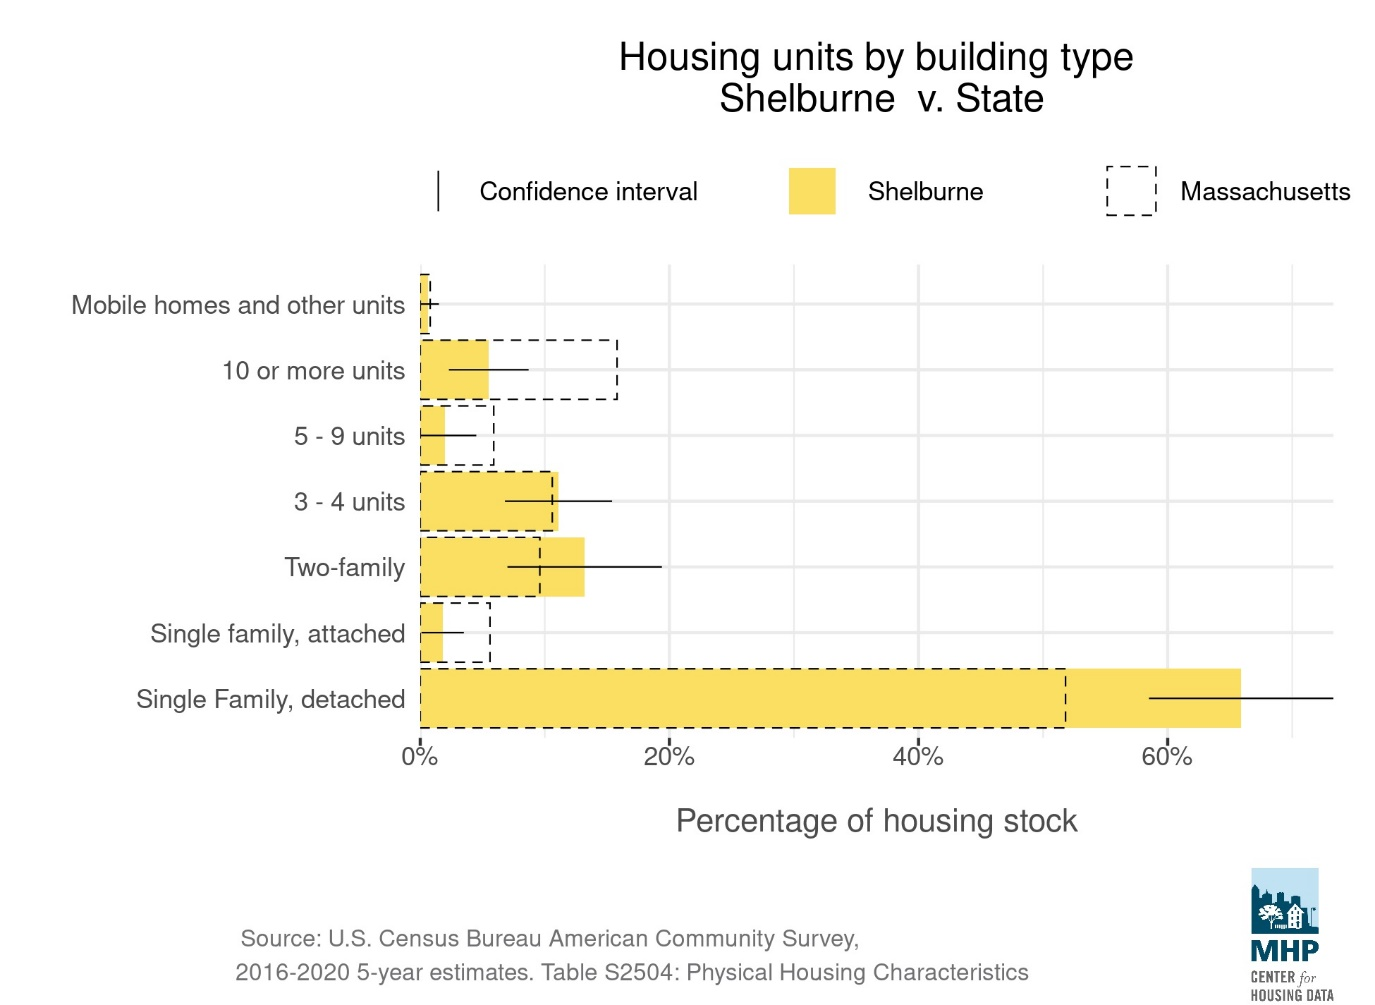 Housing units by building type
Shelburne v. State
Confidence interval
Shelburne
Massachusetts
Mobile homes and other units
10 or more units
5 - 9 units
3 - 4 units
Two-family
Single family, attached
Single Family, detached
0% 20% 40% 60%
Percentage of housing stock
Source: U.S. Census Bureau American Community Survey,
2016-2020 5-year estimates. Table S2504: Physical Housing Characteristics
MHP
CENTER for
HOUSING DATA